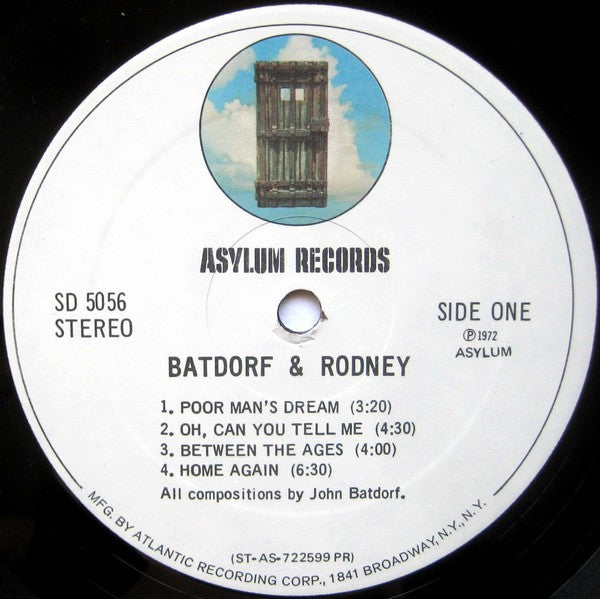 ASYLUM RECORDS
SD 5056
STEREO
SIDE ONE
Ⓟ1972
ASYLUM
BATDORF & RODNEY
1. POOR MAN'S DREAM (3:20)
2. OH, CAN YOU TELL ME (4:30)
3. BETWEEN THE AGES (4:00)
4. HOME AGAIN (6:30)
All compositions by John Batdorf.
(ST-AS-722599 PR)
MFG. BY ATLANTIC RECORDING CORP., 1841 BROADWAY, N.Y., N.Y.